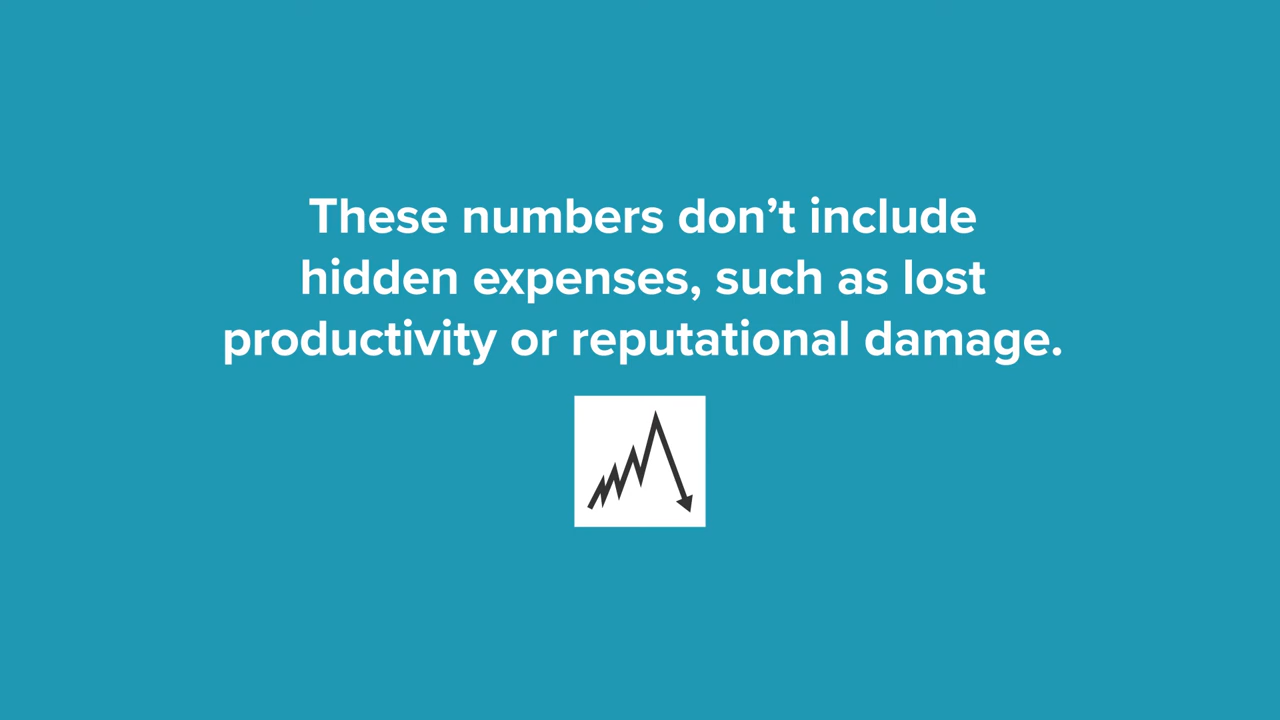 These numbers don’t include
hidden expenses, such as lost
productivity or reputational damage.